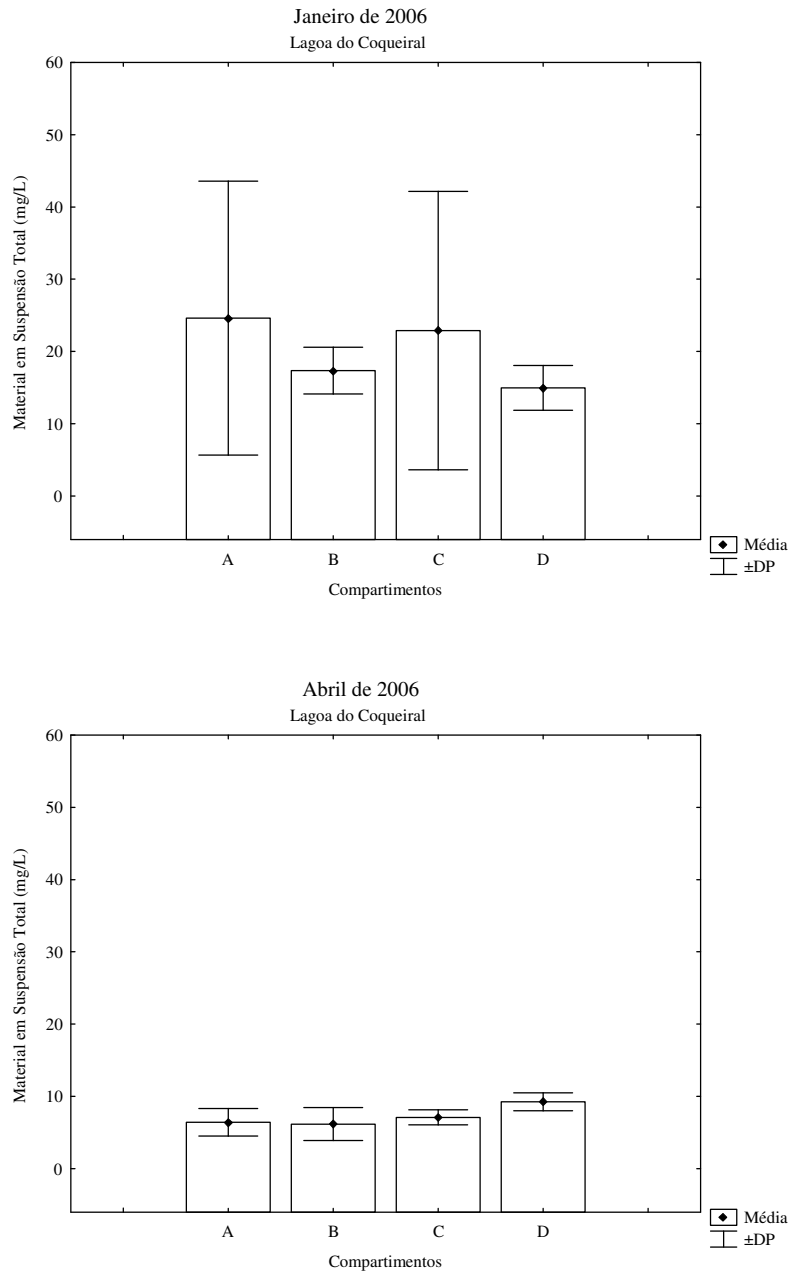 Janeiro de 2006
Lagoa do Coqueiral
Material em Suspensão Total (mg/L)
60
50
40
30
20
10
0
A B C D
Compartimentos
Média
±DP
Abril de 2006
Lagoa do Coqueiral
Material em Suspensão Total (mg/L)
60
50
40
30
20
10
0
A B C D
Compartimentos
Média
±DP